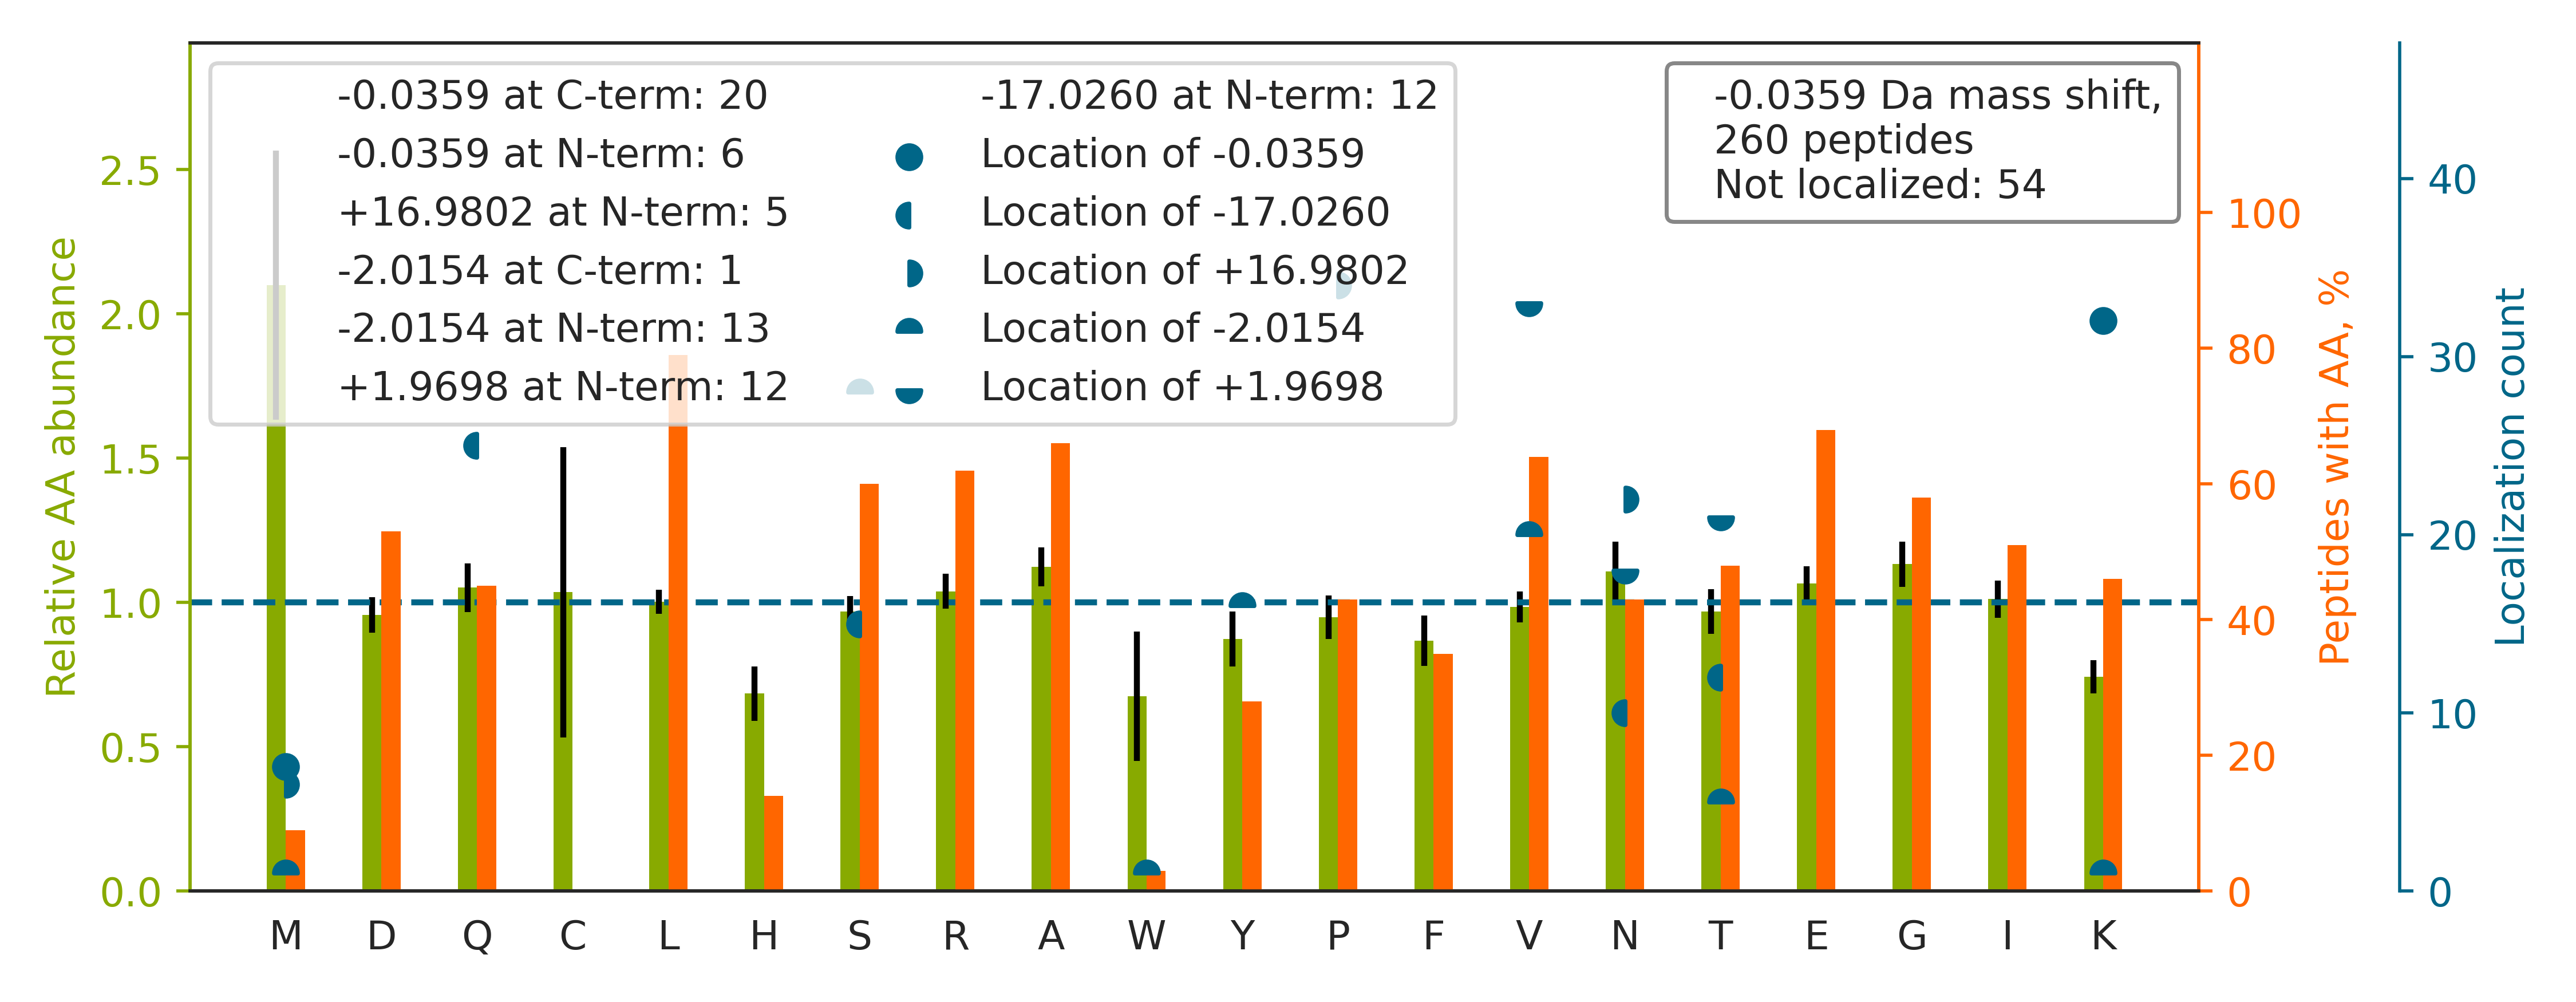 -0.0359 at C-term: 20
-0.0359 at N-term: 6
+16.9802 at N-term: 5
-2.0154 at C-term: 1
-2.0154 at N-term: 13
+1.9698 at N-term: 12
-17.0260 at N-term: 12
Location of -0.0359
Location of -17.0260
Location of +16.9802
Location of -2.0154
Location of +1.9698
-0.0359 Da mass shift,
260 peptides
Not localized: 54
Relative AA abundance
2.5
2.0
1.5
1.0
0.5
0.0
100
80
60
40
20
0
Peptides with AA, %
40
30
20
10
0
Localization count
M D Q C L H S R A W Y P F V N T E G I K